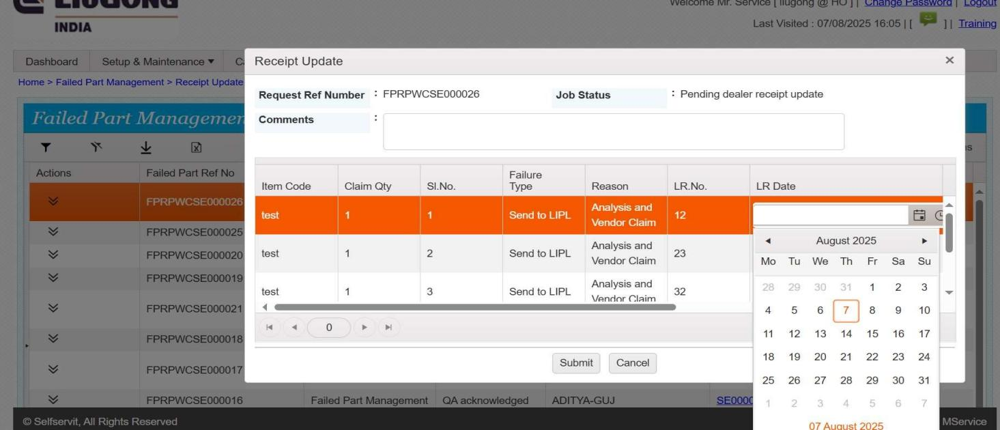 LIUGONG
INDIA
Welcome Mr. Service [ liugong @ HO ] | Change Password | Logout
Last Visited : 07/08/2025 16:05 | [ ] | Training
Dashboard Setup & Maintenance ▼
Home > Failed Part Management > Receipt Update
Receipt Update ×
Request Ref Number : FPRPWCSE000026 Job Status : Pending dealer receipt update
Comments :
Failed Part Managemen
Actions Failed Part Ref No
FPRPWCSE000026
FPRPWCSE000025
FPRPWCSE000020
FPRPWCSE000019
FPRPWCSE000021
FPRPWCSE000018
FPRPWCSE000017
FPRPWCSE000016 Failed Part Management QA acknowledged ADITYA-GUJ SE0000
Item Code Claim Qty Sl.No. Failure Type Reason LR.No. LR Date
test 1 1 Send to LIPL Analysis and Vendor Claim 12
test 1 2 Send to LIPL Analysis and Vendor Claim 23
test 1 3 Send to LIPL Analysis and Vendor Claim 32
0
Submit Cancel
August 2025
Mo Tu We Th Fr Sa Su
28 29 30 31 1 2 3
4 5 6 7 8 9 10
11 12 13 14 15 16 17
18 19 20 21 22 23 24
25 26 27 28 29 30 31
1 2 3 4 5 6 7
07 August 2025
© Selfservit, All Rights Reserved MService